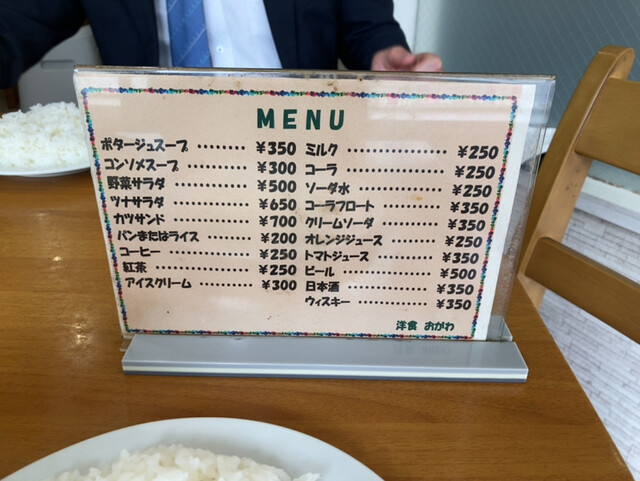 MENU
ポタージュスープ ········ ¥350
コンソメスープ ········ ¥300
野菜サラダ ············ ¥500
ツナサラダ ············ ¥650
カツサンド ············ ¥700
パンまたはライス ······ ¥200
コーヒー ·············· ¥250
紅茶 ·················· ¥250
アイスクリーム ········ ¥300
ミルク ················ ¥250
コーラ ················ ¥250
ソーダ水 ·············· ¥250
コーラフロート ········ ¥350
クリームソーダ ········ ¥350
オレンジジュース ······ ¥250
トマトジュース ········ ¥350
ビール ················ ¥500
日本酒 ················ ¥350
ウィスキー ············ ¥350
洋食 おがわ